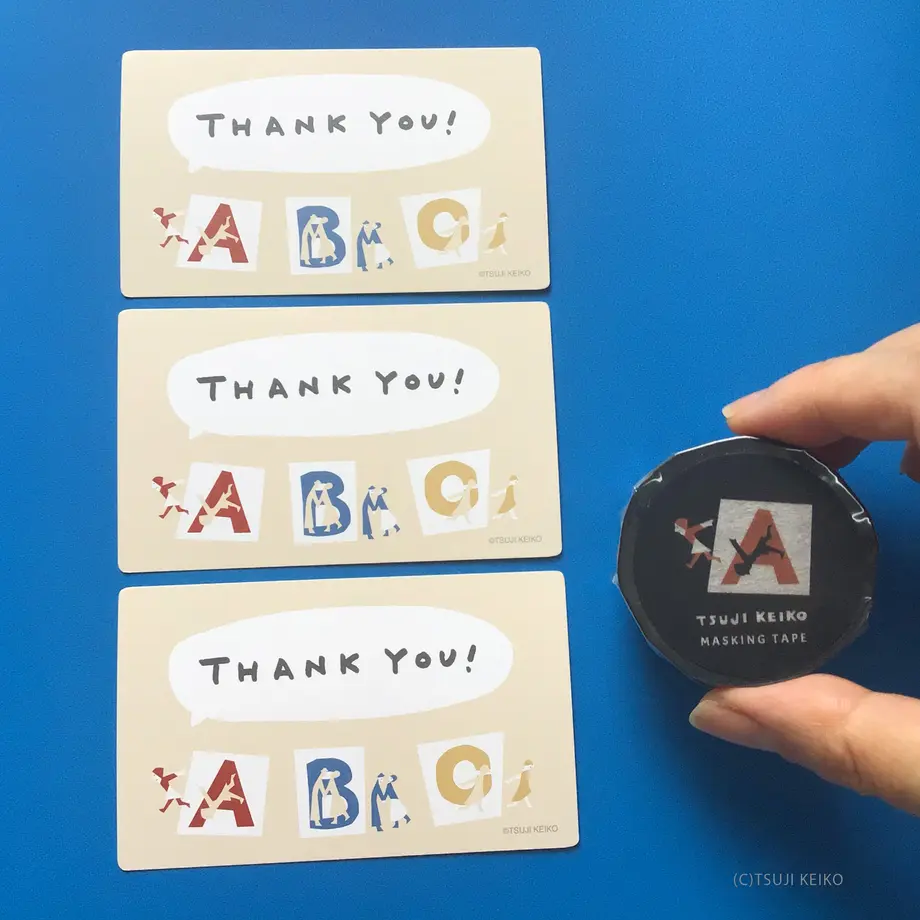 THANK YOU!
A B C
©TSUJI KEIKO
THANK YOU!
A B C
©TSUJI KEIKO
THANK YOU!
A B C
©TSUJI KEIKO
A
TSUJI KEIKO
MASKING TAPE
(C)TSUJI KEIKO